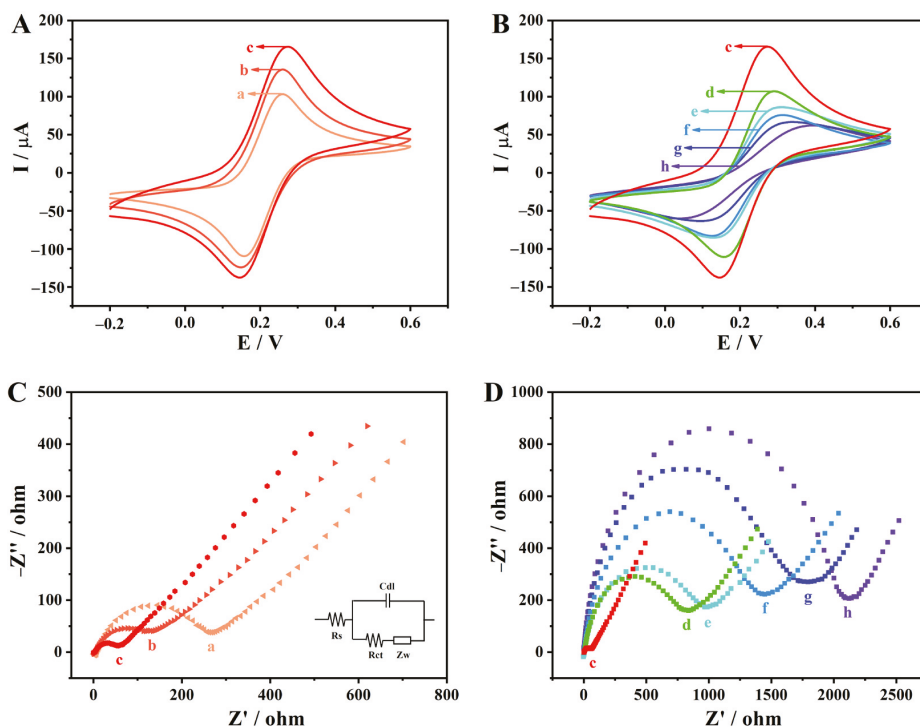 A
200
150
100
50
0
−50
−100
−150
I / μA
c
b
a
−0.2
0.0
0.2
0.4
0.6
E / V
B
200
150
100
50
0
−50
−100
−150
I / μA
c
d
e
f
g
h
−0.2
0.0
0.2
0.4
0.6
E / V
C
500
400
300
200
100
0
−Z'' / ohm
c
b
a
Cdl
Rs
Rct
Zw
0
200
400
600
800
Z' / ohm
D
1000
800
600
400
200
0
−Z'' / ohm
c
d
e
f
g
h
0
500
1000
1500
2000
2500
Z' / ohm